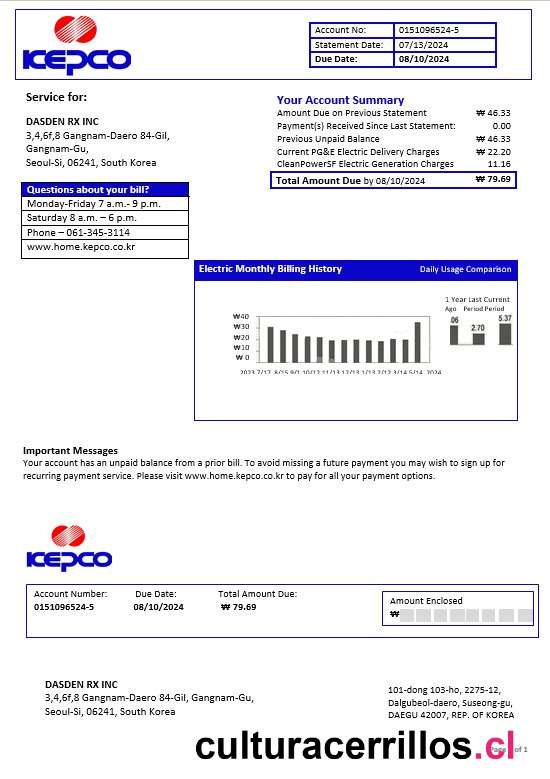 KEPCO
Account No: 0151096524-5
Statement Date: 07/13/2024
Due Date: 08/10/2024
Service for:
DASDEN RX INC
3,4,6f,8 Gangnam-Daero 84-Gil,
Gangnam-Gu,
Seoul-Si, 06241, South Korea
Your Account Summary
Amount Due on Previous Statement ₩ 46.33
Payment(s) Received Since Last Statement: 0.00
Previous Unpaid Balance ₩ 46.33
Current PG&E Electric Delivery Charges ₩ 22.20
CleanPowerSF Electric Generation Charges 11.16
Total Amount Due by 08/10/2024 ₩ 79.69
Questions about your bill?
Monday-Friday 7 a.m.- 9 p.m.
Saturday 8 a.m. – 6 p.m.
Phone – 061-345-3114
www.home.kepco.co.kr
Electric Monthly Billing History Daily Usage Comparison
1 Year Last Current
Ago Period Period
.06 2.70 5.37
₩40
₩30
₩20
₩10
₩ 0
2023 7/17 8/15 9/1 10/12 11/13 12/13 1/13 2/12 3/14 5/14 2024
Important Messages
Your account has an unpaid balance from a prior bill. To avoid missing a future payment you may wish to sign up for
recurring payment service. Please visit www.home.kepco.co.kr to pay for all your payment options.
KEPCO
Account Number: Due Date: Total Amount Due:
0151096524-5 08/10/2024 ₩ 79.69
Amount Enclosed
₩
DASDEN RX INC
3,4,6f,8 Gangnam-Daero 84-Gil, Gangnam-Gu,
Seoul-Si, 06241, South Korea
101-dong 103-ho, 2275-12,
Dalgubeol-daero, Suseong-gu,
DAEGU 42007, REP. OF KOREA
culturacerrillos.cl
of 1